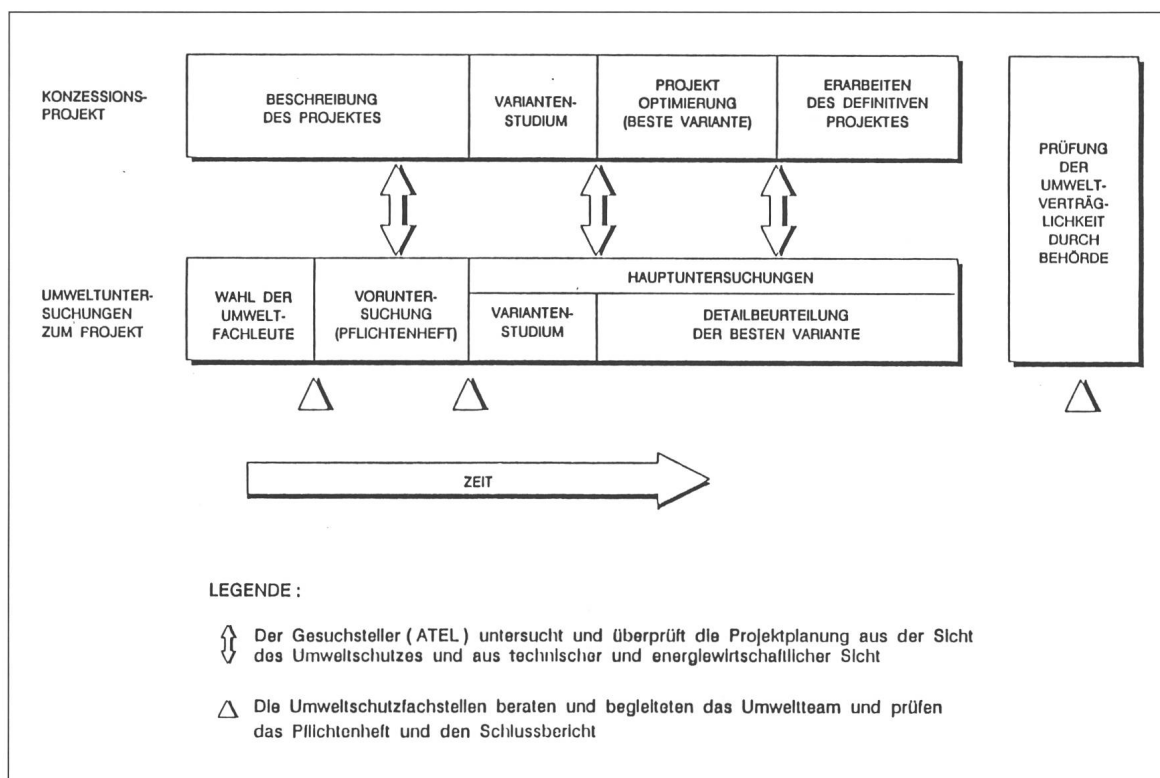 KONZESSIONS-
PROJEKT
BESCHREIBUNG
DES PROJEKTES
VARIANTEN-
STUDIUM
PROJEKT
OPTIMIERUNG
(BESTE VARIANTE)
ERARBEITEN
DES DEFINITIVEN
PROJEKTES
PRÜFUNG
DER
UMWELT-
VERTRÄG-
LICHKEIT
DURCH
BEHÖRDE
UMWELTUNTER-
SUCHUNGEN
ZUM PROJEKT
WAHL DER
UMWELT-
FACHLEUTE
VORUNTER-
SUCHUNG
(PFLICHTENHEFT)
HAUPTUNTERSUCHUNGEN
VARIANTEN-
STUDIUM
DETAILBEURTEILUNG
DER BESTEN VARIANTE
ZEIT
LEGENDE :
Der Gesuchsteller ( ATEL ) untersucht und überprüft die Projektplanung aus der Sicht
des Umweltschutzes und aus technischer und energiewirtschaftlicher Sicht
Die Umweltschutzfachstellen beraten und begleiteten das Umweltteam und prüfen
das Pflichtenheft und den Schlussbericht